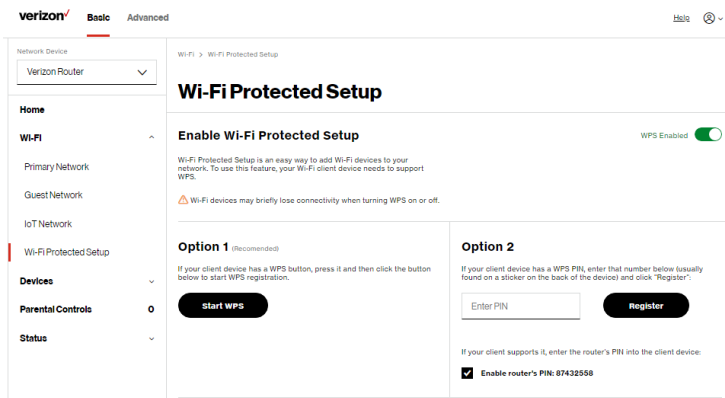 verizon✓ Basic Advanced Help
Network Device
Verizon Router
Home
Wi-Fi
Primary Network
Guest Network
IoT Network
Wi-Fi Protected Setup
Devices
Parental Controls 0
Status
Wi-Fi > Wi-Fi Protected Setup
Wi-Fi Protected Setup
Enable Wi-Fi Protected Setup
WPS Enabled
Wi-Fi Protected Setup is an easy way to add Wi-Fi devices to your
network. To use this feature, your Wi-Fi client device needs to support
WPS.
Wi-Fi devices may briefly lose connectivity when turning WPS on or off.
Option 1 (Recomended)
If your client device has a WPS button, press it and then click the button
below to start WPS registration.
Start WPS
Option 2
If your client device has a WPS PIN, enter that number below (usually
found on a sticker on the back of the device) and click "Register":
Enter PIN
Register
If your client supports it, enter the router's PIN into the client device:
Enable router's PIN: 87432558